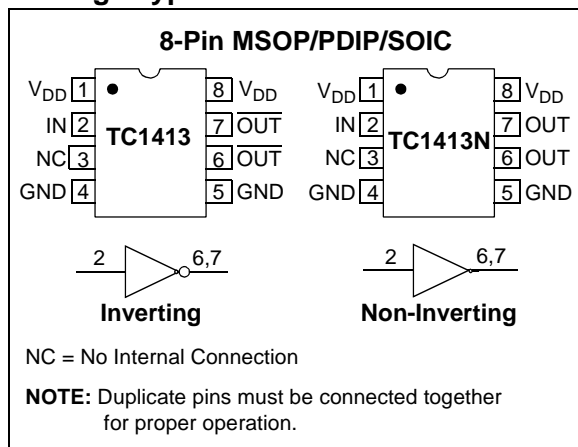 8-Pin MSOP/PDIP/SOIC
VDD 1 8 VDD
IN 2 7 OUT
TC1413
NC 3 6 OUT
GND 4 5 GND
VDD 1 8 VDD
IN 2 7 OUT
TC1413N
NC 3 6 OUT
GND 4 5 GND
2 6,7
Inverting
2 6,7
Non-Inverting
NC = No Internal Connection
NOTE: Duplicate pins must be connected together
for proper operation.